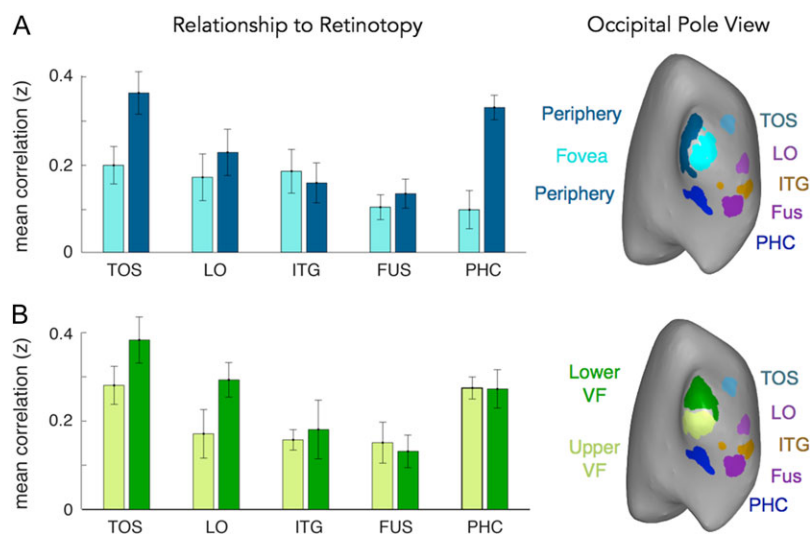 A
Relationship to Retinotopy
Occipital Pole View
mean correlation (z)
0.4
0.2
0
TOS
LO
ITG
FUS
PHC
Periphery
Fovea
Periphery
TOS
LO
ITG
Fus
PHC
B
mean correlation (z)
0.4
0.2
0
TOS
LO
ITG
FUS
PHC
Lower
VF
Upper
VF
TOS
LO
ITG
Fus
PHC